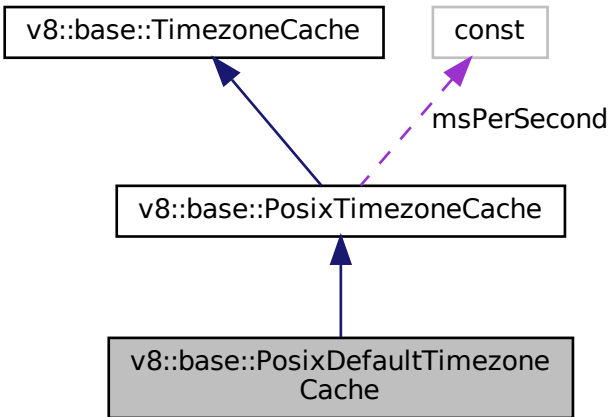 v8::base::TimezoneCache
const
msPerSecond
v8::base::PosixTimezoneCache
v8::base::PosixDefaultTimezone
Cache